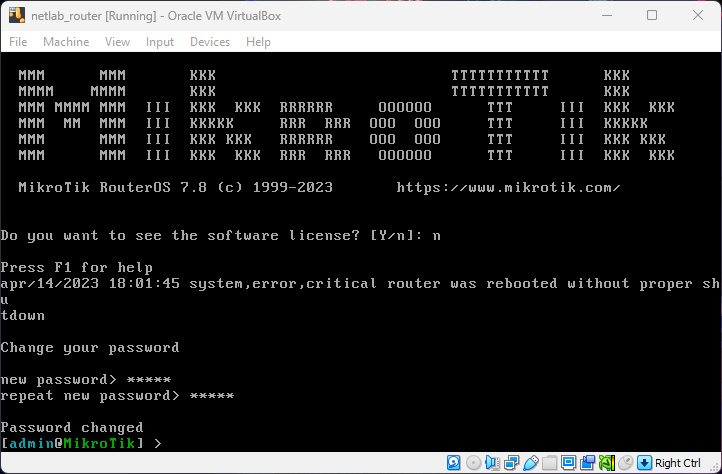 netlab_router [Running] - Oracle VM VirtualBox
File Machine View Input Devices Help
MMM      MMM       KKK                          TTTTTTTTTTT      KKK
MMMM    MMMM       KKK                          TTTTTTTTTTT      KKK
MMM MMMM MMM  III  KKK  KKK  RRRRRR     OOOOOO      TTT     III  KKK  KKK
MMM  MM  MMM  III  KKKKK     RRR  RRR  OOO  OOO     TTT     III  KKKKK
MMM      MMM  III  KKK KKK   RRRRRR    OOO  OOO     TTT     III  KKK KKK
MMM      MMM  III  KKK  KKK  RRR  RRR   OOOOOO      TTT     III  KKK  KKK
MikroTik RouterOS 7.8 (c) 1999-2023       https://www.mikrotik.com/
Do you want to see the software license? [Y/n]: n
Press F1 for help
apr/14/2023 18:01:45 system,error,critical router was rebooted without proper sh
u
tdown
Change your password
new password> *****
repeat new password> *****
Password changed
[admin@MikroTik] >
Right Ctrl